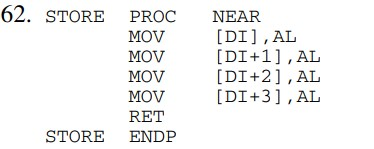 62. STORE PROC NEAR
MOV [DI],AL
MOV [DI+1],AL
MOV [DI+2],AL
MOV [DI+3],AL
RET
STORE ENDP